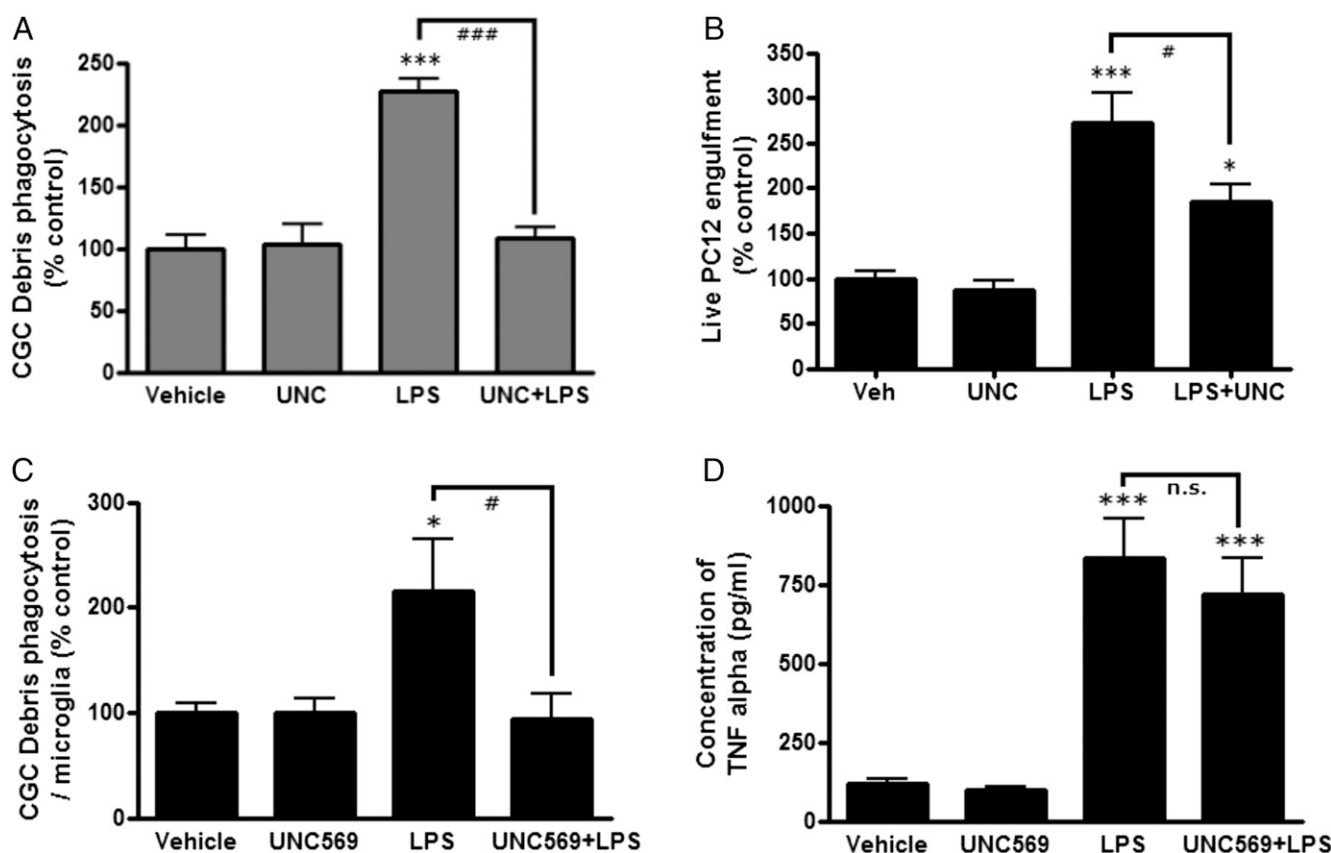 A
CGC Debris phagocytosis
(% control)
250
200
150
100
50
0
***
###
Vehicle UNC LPS UNC+LPS
B
Live PC12 engulfment
(% control)
350
300
250
200
150
100
50
0
***
#
*
Veh UNC LPS LPS+UNC
C
CGC Debris phagocytosis
/ microglia (% control)
300
200
100
0
*
#
Vehicle UNC569 LPS UNC569+LPS
D
Concentration of
TNF alpha (pg/ml)
1000
750
500
250
0
***
n.s.
***
Vehicle UNC569 LPS UNC569+LPS